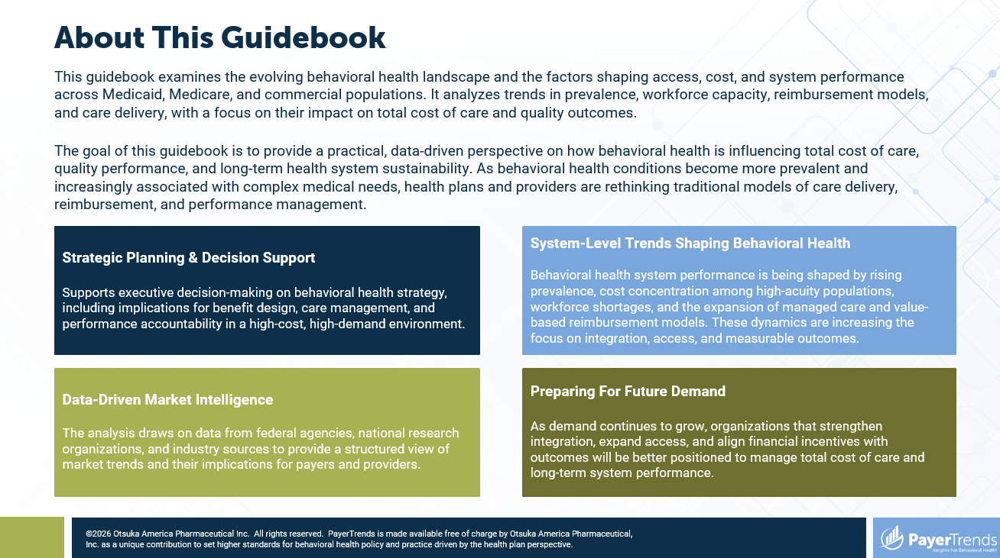 About This Guidebook
This guidebook examines the evolving behavioral health landscape and the factors shaping access, cost, and system performance
across Medicaid, Medicare, and commercial populations. It analyzes trends in prevalence, workforce capacity, reimbursement models,
and care delivery, with a focus on their impact on total cost of care and quality outcomes.
The goal of this guidebook is to provide a practical, data-driven perspective on how behavioral health is influencing total cost of care,
quality performance, and long-term health system sustainability. As behavioral health conditions become more prevalent and
increasingly associated with complex medical needs, health plans and providers are rethinking traditional models of care delivery,
reimbursement, and performance management.
Strategic Planning & Decision Support
Supports executive decision-making on behavioral health strategy,
including implications for benefit design, care management, and
performance accountability in a high-cost, high-demand environment.
System-Level Trends Shaping Behavioral Health
Behavioral health system performance is being shaped by rising
prevalence, cost concentration among high-acuity populations,
workforce shortages, and the expansion of managed care and value-
based reimbursement models. These dynamics are increasing the
focus on integration, access, and measurable outcomes.
Data-Driven Market Intelligence
The analysis draws on data from federal agencies, national research
organizations, and industry sources to provide a structured view of
market trends and their implications for payers and providers.
Preparing For Future Demand
As demand continues to grow, organizations that strengthen
integration, expand access, and align financial incentives with
outcomes will be better positioned to manage total cost of care and
long-term system performance.
©2026 Otsuka America Pharmaceutical Inc. All rights reserved. PayerTrends is made available free of charge by Otsuka America Pharmaceutical,
Inc. as a unique contribution to set higher standards for behavioral health policy and practice driven by the health plan perspective.
PayerTrends
Insights For Behavioral Health